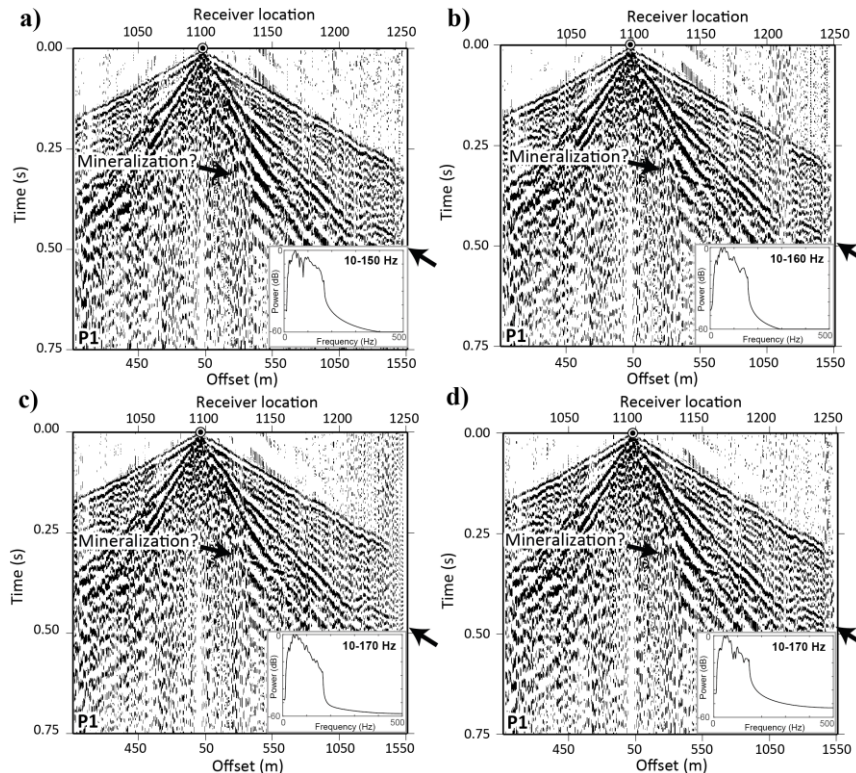 a)
Receiver location
1050 1100 1150 1200 1250
0.00
0.25
0.50
0.75
Time (s)
Mineralization?
10-150 Hz
0
Power (dB)
-60
Frequency (Hz)
500
P1
450 50 550 1050 1550
Offset (m)
b)
Receiver location
1050 1100 1150 1200 1250
0.00
0.25
0.50
0.75
Time (s)
Mineralization?
10-160 Hz
0
Power (dB)
-60
Frequency (Hz)
500
P1
450 50 550 1050 1550
Offset (m)
c)
Receiver location
1050 1100 1150 1200 1250
0.00
0.25
0.50
0.75
Time (s)
Mineralization?
10-170 Hz
0
Power (dB)
-60
0
Frequency (Hz)
500
P1
450 50 550 1050 1550
Offset (m)
d)
Receiver location
1050 1100 1150 1200 1250
0.00
0.25
0.50
0.75
Time (s)
Mineralization?
10-170 Hz
0
Power (dB)
-60
0
Frequency (Hz)
500
P1
450 50 550 1050 1550
Offset (m)